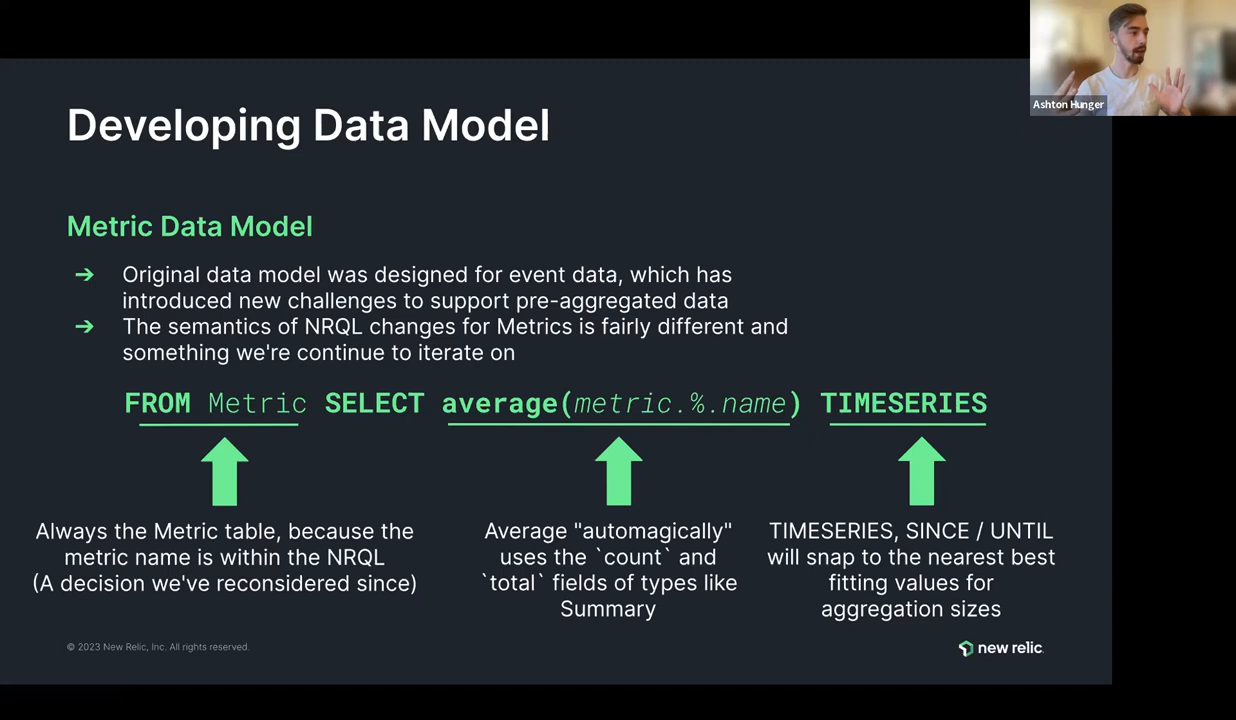 Ashton Hunger
Developing Data Model
Metric Data Model
➔ Original data model was designed for event data, which has
introduced new challenges to support pre-aggregated data
➔ The semantics of NRQL changes for Metrics is fairly different and
something we're continue to iterate on
FROM Metric SELECT average(metric.%.name) TIMESERIES
Always the Metric table, because the
metric name is within the NRQL
(A decision we've reconsidered since)
Average "automagically"
uses the `count` and
`total` fields of types like
Summary
TIMESERIES, SINCE / UNTIL
will snap to the nearest best
fitting values for
aggregation sizes
© 2023 New Relic, Inc. All rights reserved.
new relic